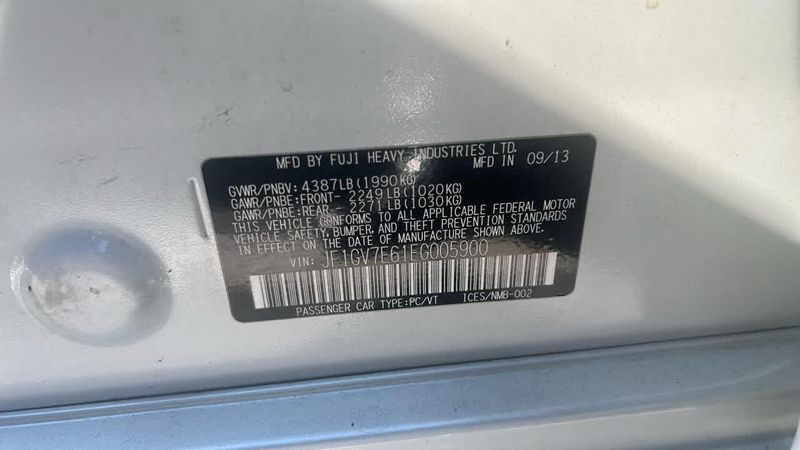 MFD BY FUJI HEAVY INDUSTRIES LTD.
MFD IN 09/13
GVWR/PNBV: 4387LB(1990KG)
GAWR/PNBE:FRONT- 2249LB(1020KG)
GAWR/PNBE:REAR - 2271LB(1030KG)
THIS VEHICLE CONFORMS TO ALL APPLICABLE FEDERAL MOTOR
VEHICLE SAFETY, BUMPER, AND THEFT PREVENTION STANDARDS
IN EFFECT ON THE DATE OF MANUFACTURE SHOWN ABOVE.
VIN: JF1GV7E61EG005900
PASSENGER CAR TYPE:PC/VT ICES/NMB-002